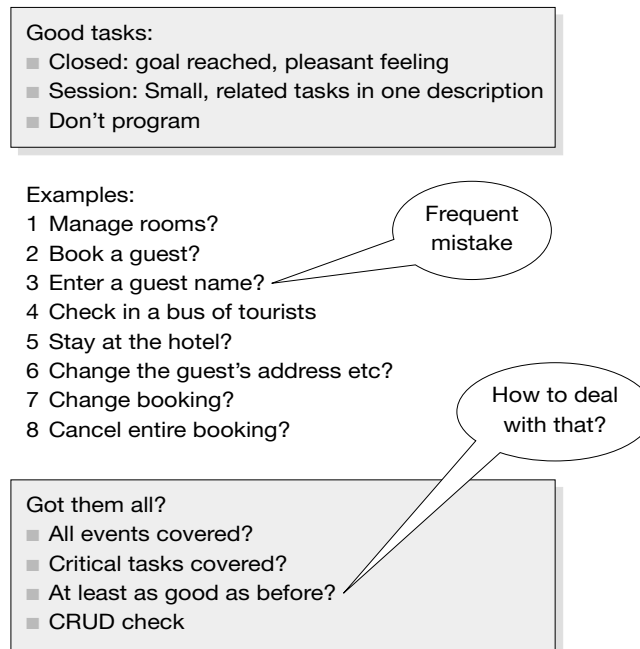 Good tasks:
■ Closed: goal reached, pleasant feeling
■ Session: Small, related tasks in one description
■ Don’t program
Examples:
1 Manage rooms?
2 Book a guest?
3 Enter a guest name?
4 Check in a bus of tourists
5 Stay at the hotel?
6 Change the guest’s address etc?
7 Change booking?
8 Cancel entire booking?
Frequent
mistake
How to deal
with that?
Got them all?
■ All events covered?
■ Critical tasks covered?
■ At least as good as before?
■ CRUD check